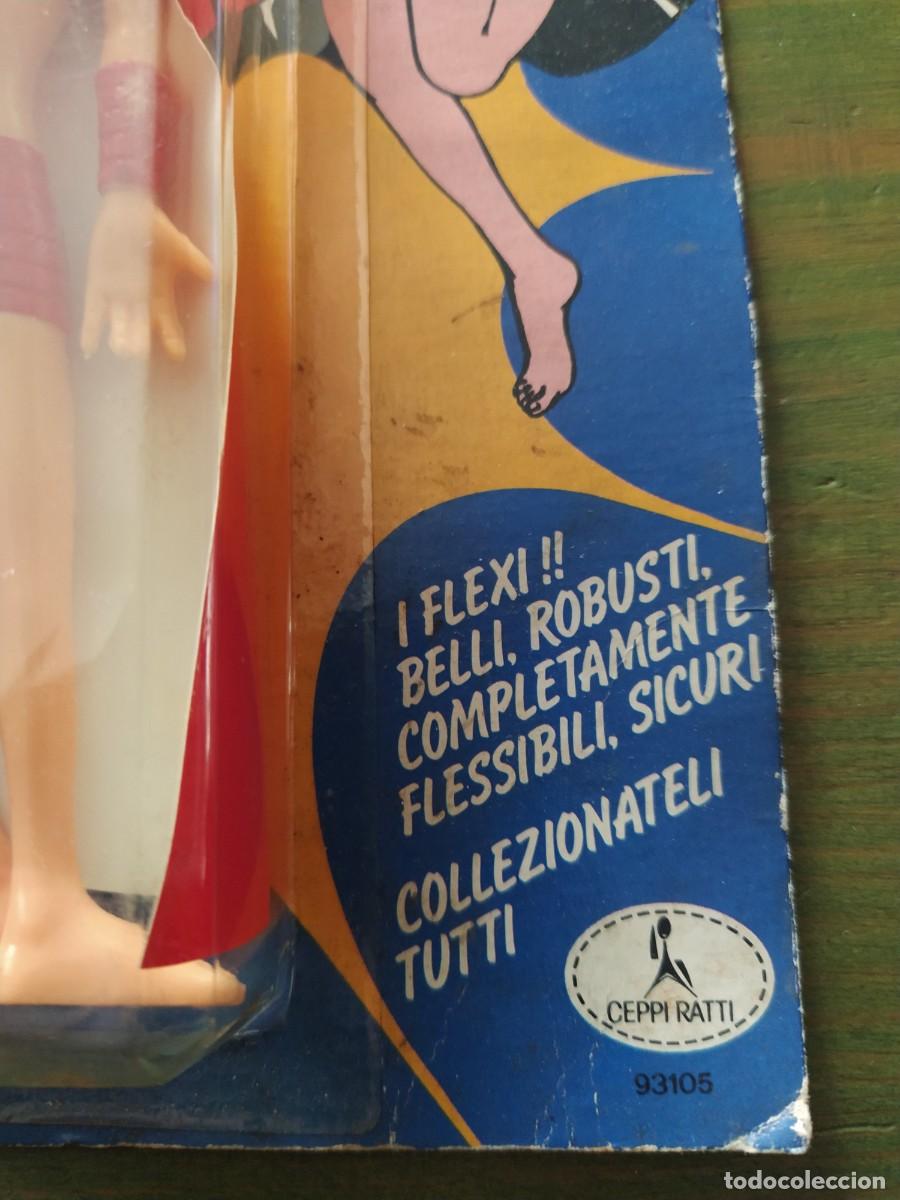 I FLEXI !!
BELLI, ROBUSTI,
COMPLETAMENTE
FLESSIBILI, SICURI
COLLEZIONATELI
TUTTI
CEPPI RATTI
93105
todocoleccion